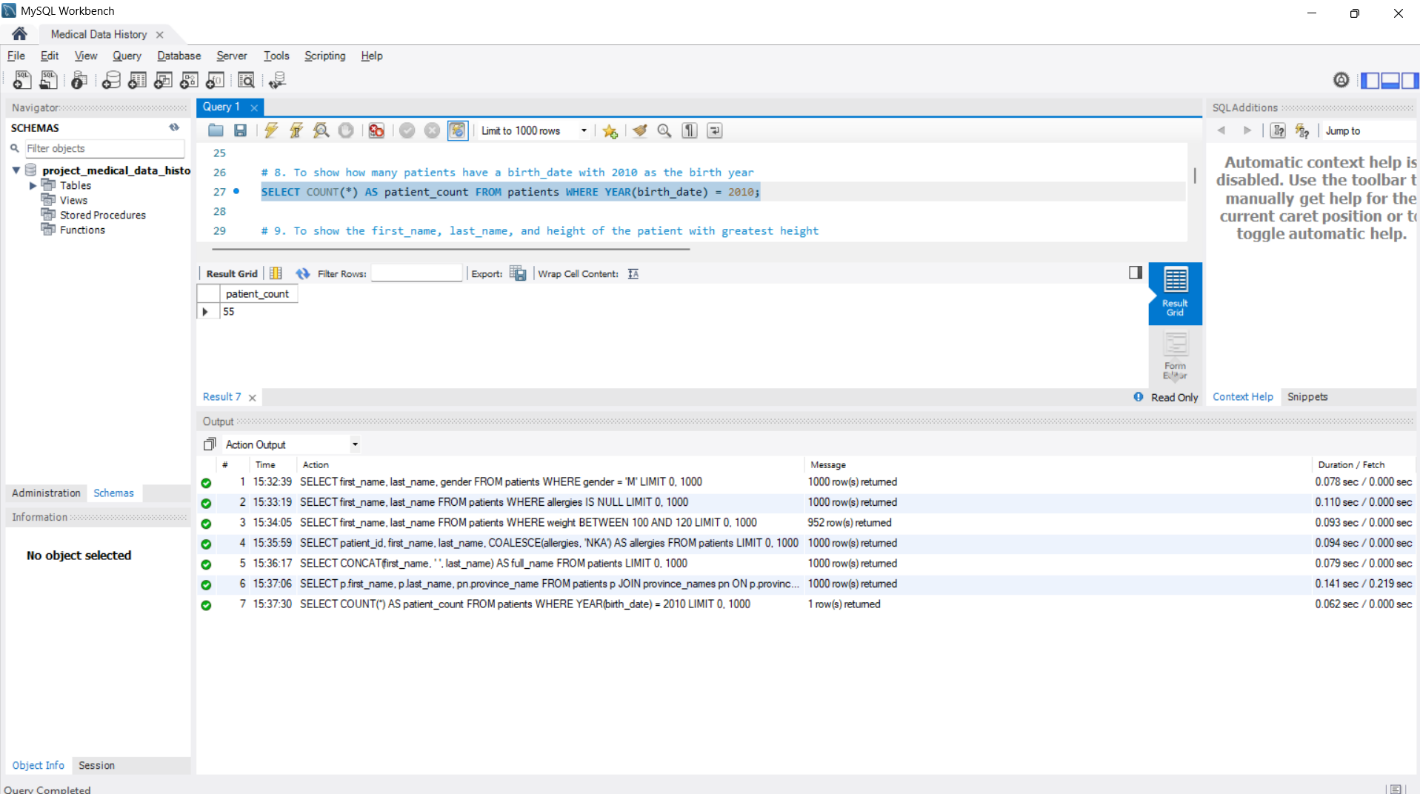 MySQL Workbench
Medical Data History
File Edit View Query Database Server Tools Scripting Help
Navigator
SCHEMAS
Filter objects
project_medical_data_histo
Tables
Views
Stored Procedures
Functions
Administration Schemas
Information
No object selected
Object Info Session
Query Completed
Query 1
Limit to 1000 rows
25
26 # 8. To show how many patients have a birth_date with 2010 as the birth year
27 SELECT COUNT(*) AS patient_count FROM patients WHERE YEAR(birth_date) = 2010;
28
29 # 9. To show the first_name, last_name, and height of the patient with greatest height
Result Grid Filter Rows: Export: Wrap Cell Content:
patient_count
55
Result
Grid
Form
Editor
Result 7 Read Only
SQLAdditions
Jump to
Automatic context help is
disabled. Use the toolbar t
manually get help for the
current caret position or to
toggle automatic help.
Context Help Snippets
Output
Action Output
# Time Action Message Duration / Fetch
1 15:32:39 SELECT first_name, last_name, gender FROM patients WHERE gender = 'M' LIMIT 0, 1000 1000 row(s) returned 0.078 sec / 0.000 sec
2 15:33:19 SELECT first_name, last_name FROM patients WHERE allergies IS NULL LIMIT 0, 1000 1000 row(s) returned 0.110 sec / 0.000 sec
3 15:34:05 SELECT first_name, last_name FROM patients WHERE weight BETWEEN 100 AND 120 LIMIT 0, 1000 952 row(s) returned 0.093 sec / 0.000 sec
4 15:35:59 SELECT patient_id, first_name, last_name, COALESCE(allergies, 'NKA') AS allergies FROM patients LIMIT 0, 1000 1000 row(s) returned 0.094 sec / 0.000 sec
5 15:36:17 SELECT CONCAT(first_name, ' ', last_name) AS full_name FROM patients LIMIT 0, 1000 1000 row(s) returned 0.079 sec / 0.000 sec
6 15:37:06 SELECT p.first_name, p.last_name, pn.province_name FROM patients p JOIN province_names pn ON p.provinc... 1000 row(s) returned 0.141 sec / 0.219 sec
7 15:37:30 SELECT COUNT(*) AS patient_count FROM patients WHERE YEAR(birth_date) = 2010 LIMIT 0, 1000 1 row(s) returned 0.062 sec / 0.000 sec